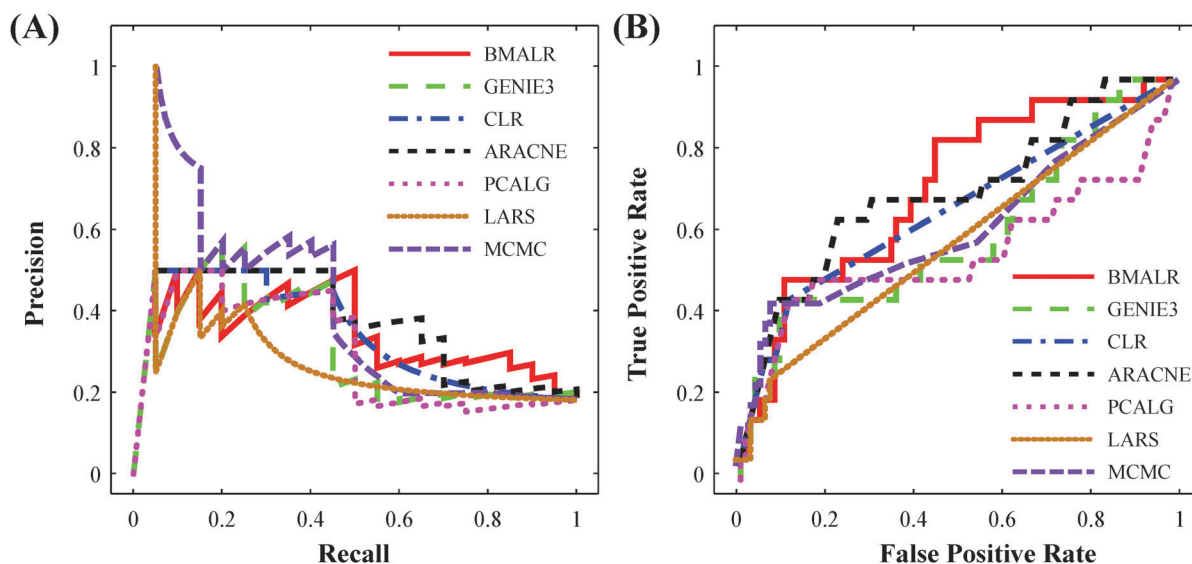 (A)
1
0.8
0.6
0.4
0.2
0
Precision
0
0.2
0.4
0.6
0.8
1
Recall
BMALR
GENIE3
CLR
ARACNE
PCALG
LARS
MCMC
(B)
1
0.8
0.6
0.4
0.2
0
True Positive Rate
0
0.2
0.4
0.6
0.8
1
False Positive Rate
BMALR
GENIE3
CLR
ARACNE
PCALG
LARS
MCMC